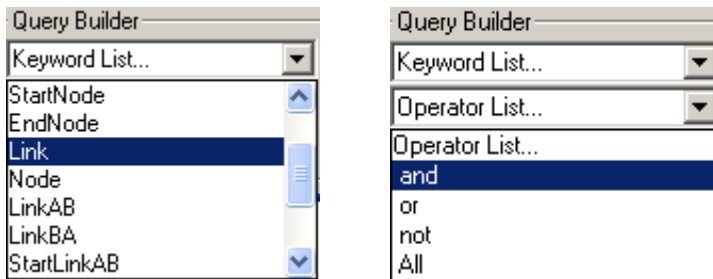 Query Builder
Keyword List...
StartNode
EndNode
Link
Node
LinkAB
LinkBA
StartLinkAB
Query Builder
Keyword List...
Operator List...
Operator List...
and
or
not
All